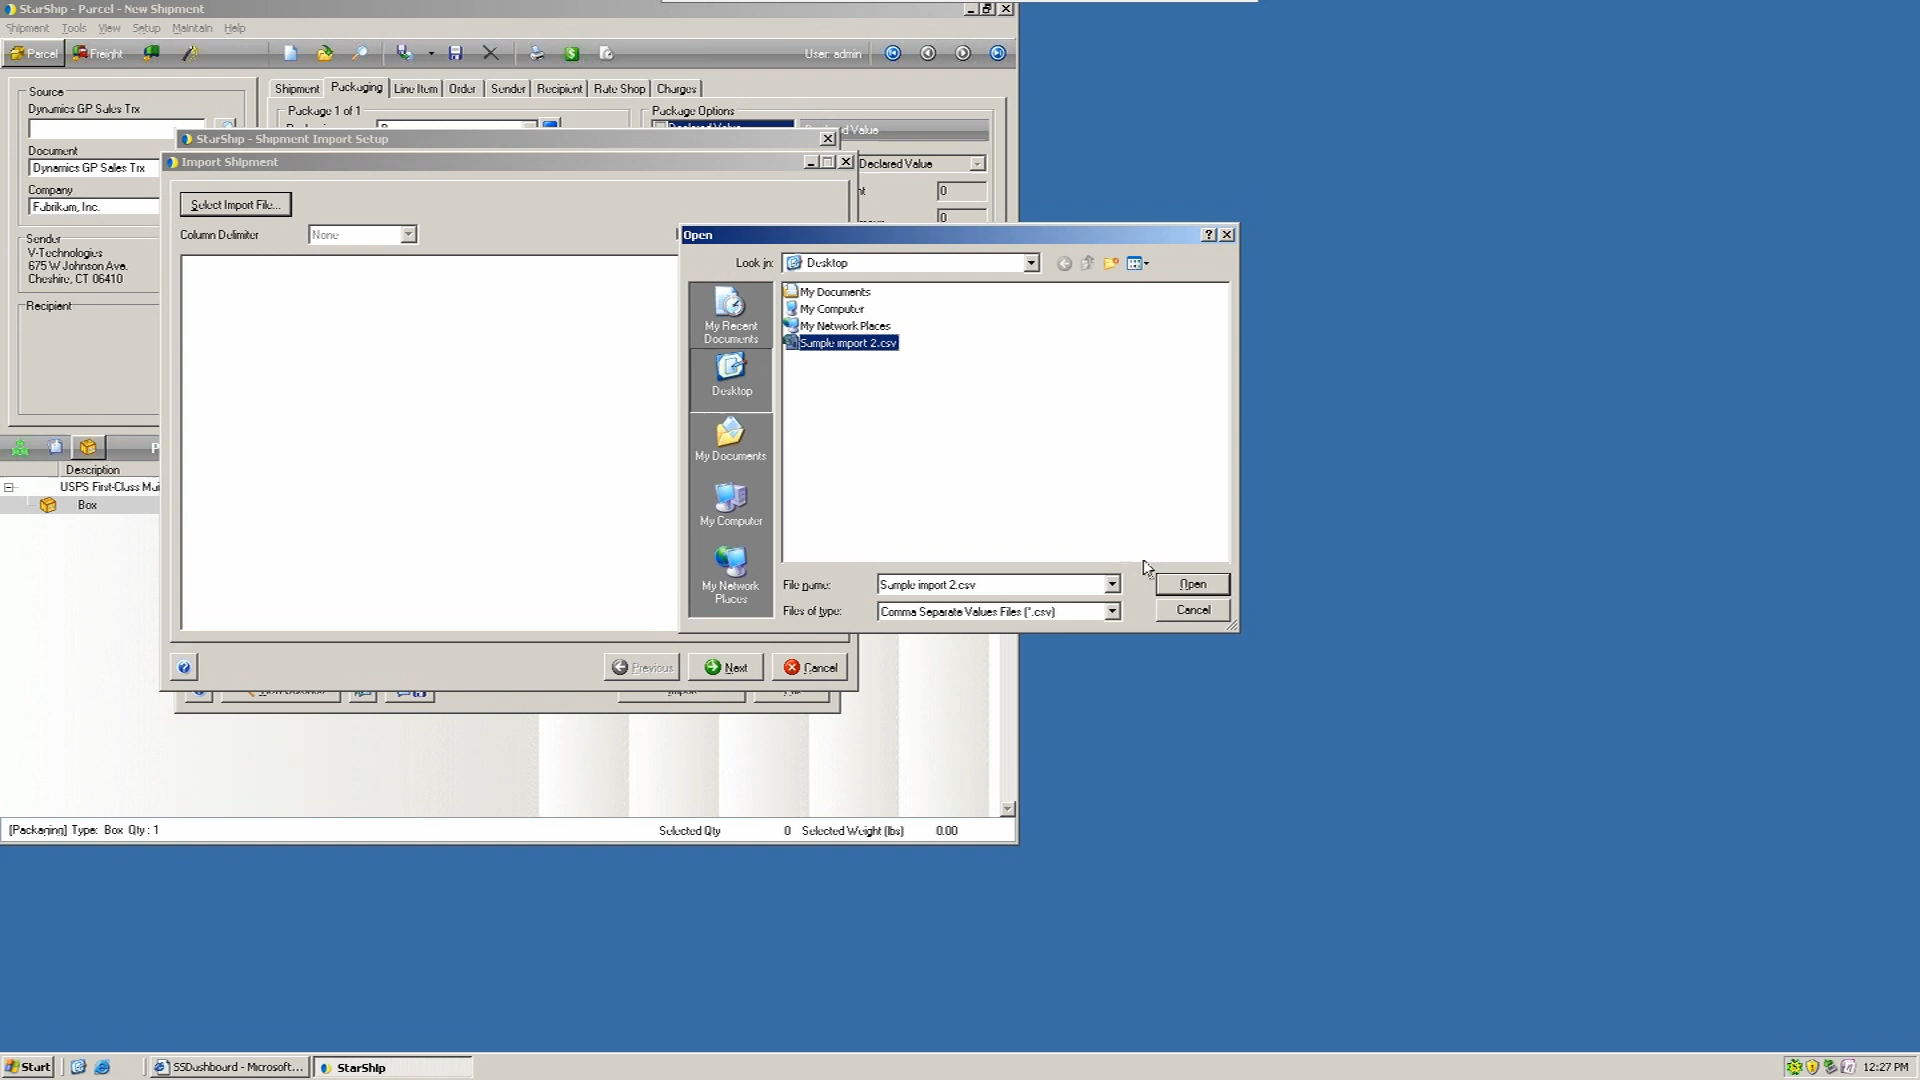 StarShip - Parcel - New Shipment
Shipment Tools View Setup Maintain Help
Parcel Freight User: admin
Source
Dynamics GP Sales Trx
Document
Dynamics GP Sales Trx
Company
Fabrikam, Inc.
Sender
V-Technologies
675 W Johnson Ave.
Cheshire, CT 06410
Recipient
Shipment Packaging Line Item Order Sender Recipient Rate Shop Charges
Package 1 of 1
Package Options
Declared Value
d Value
Declared Value
0
0
StarShip - Shipment Import Setup
Import Shipment
Select Import File...
Column Delimiter None
Previous Next Cancel
Open
Look in: Desktop
My Recent Documents
Desktop
My Documents
My Computer
My Network Places
My Documents
My Computer
My Network Places
Sample import 2.csv
File name: Sample import 2.csv Open
Files of type: Comma Separate Values Files (*.csv) Cancel
Description
USPS First-Class Mai
Box
[Packaging] Type: Box Qty : 1 Selected Qty 0 Selected Weight (lbs) 0.00
Start SSDashboard - Microsoft... StarShip 12:27 PM